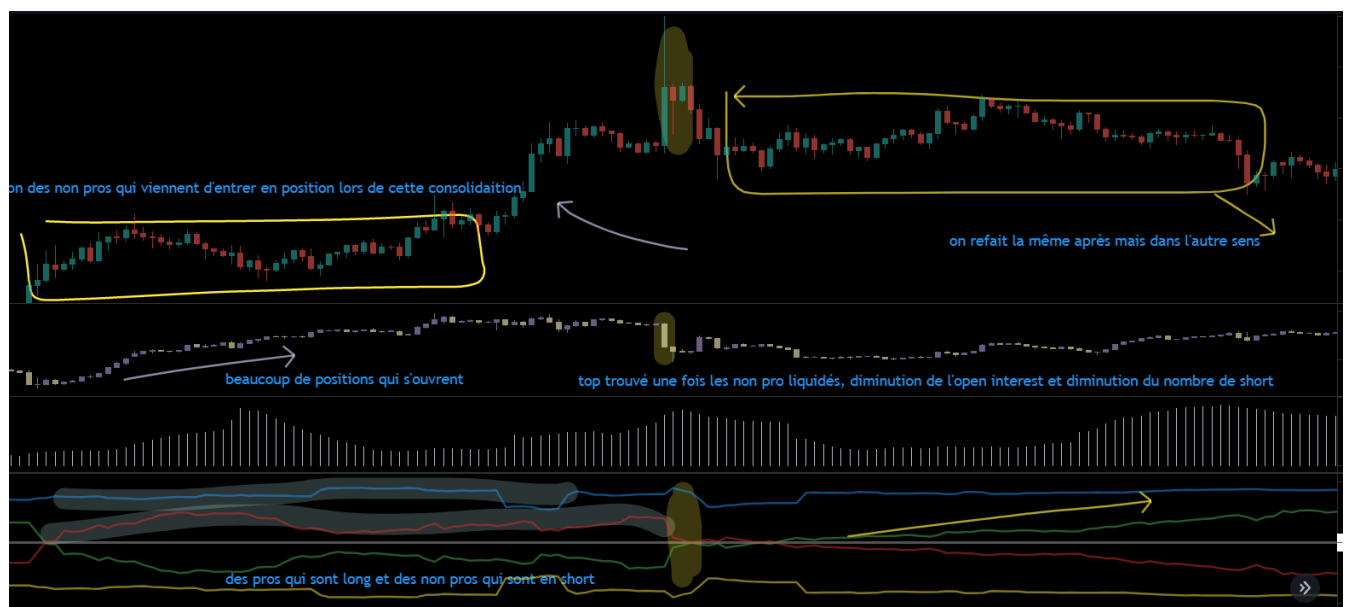 on des non pros qui viennent d'entrer en position lors de cette consolidaition
on refait la même après mais dans l'autre sens
beaucoup de positions qui s'ouvrent
top trouvé une fois les non pro liquidés, diminution de l'open interest et diminution du nombre de short
des pros qui sont long et des non pros qui sont en short